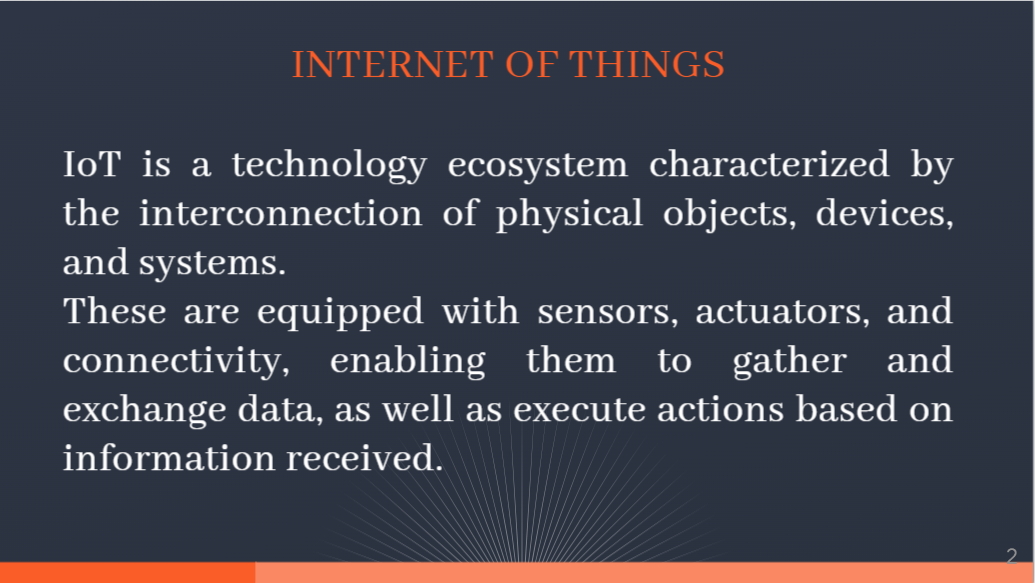 INTERNET OF THINGS
IoT is a technology ecosystem characterized by
the interconnection of physical objects, devices,
and systems.
These are equipped with sensors, actuators, and
connectivity, enabling them to gather and
exchange data, as well as execute actions based on
information received.
2